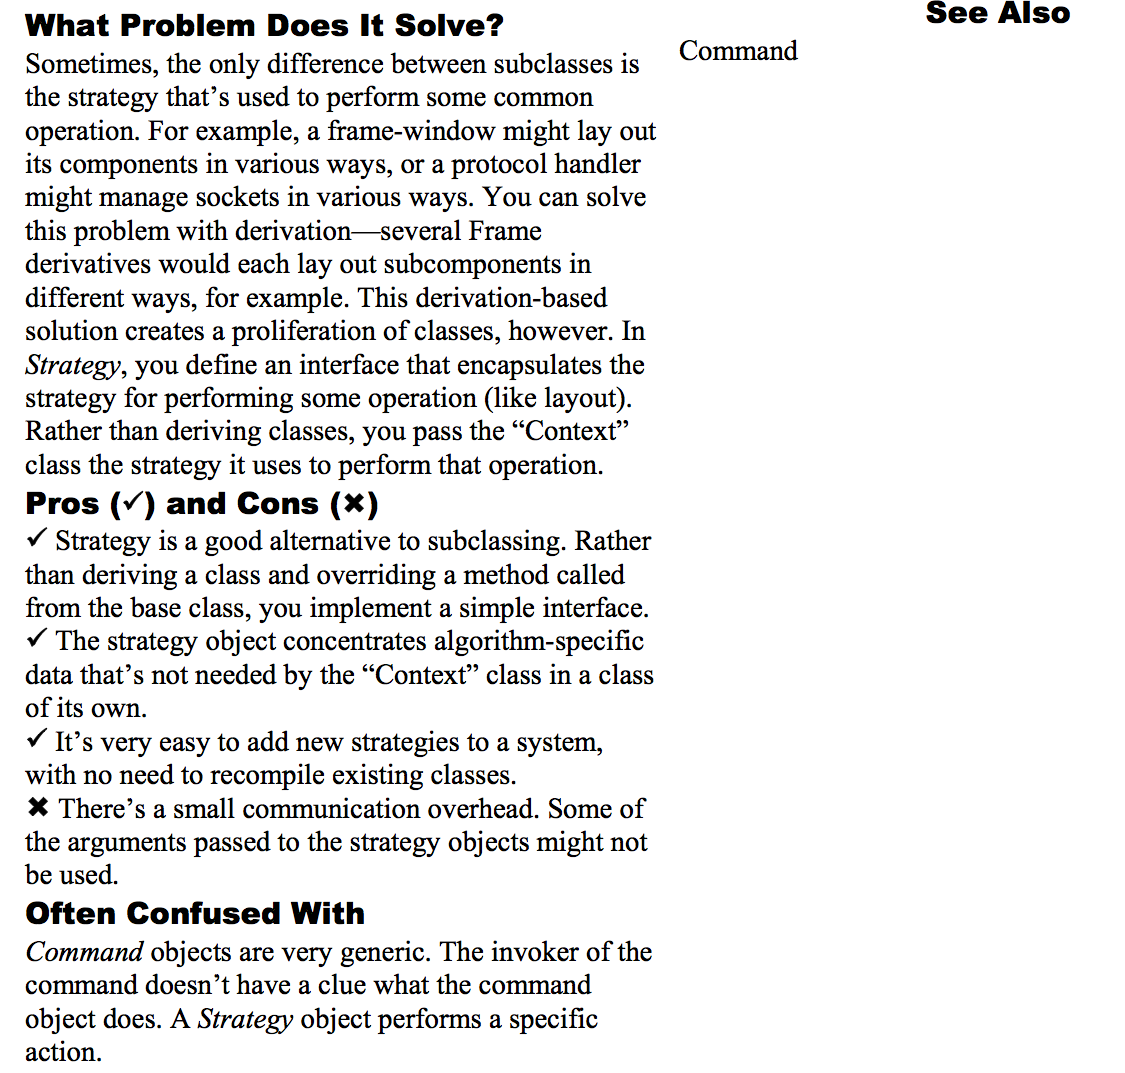 What Problem Does It Solve?
Sometimes, the only difference between subclasses is
the strategy that’s used to perform some common
operation. For example, a frame-window might lay out
its components in various ways, or a protocol handler
might manage sockets in various ways. You can solve
this problem with derivation—several Frame
derivatives would each lay out subcomponents in
different ways, for example. This derivation-based
solution creates a proliferation of classes, however. In
Strategy, you define an interface that encapsulates the
strategy for performing some operation (like layout).
Rather than deriving classes, you pass the “Context”
class the strategy it uses to perform that operation.
Pros (✓) and Cons (✖)
✓ Strategy is a good alternative to subclassing. Rather
than deriving a class and overriding a method called
from the base class, you implement a simple interface.
✓ The strategy object concentrates algorithm-specific
data that’s not needed by the “Context” class in a class
of its own.
✓ It’s very easy to add new strategies to a system,
with no need to recompile existing classes.
✖ There’s a small communication overhead. Some of
the arguments passed to the strategy objects might not
be used.
Often Confused With
Command objects are very generic. The invoker of the
command doesn’t have a clue what the command
object does. A Strategy object performs a specific
action.
See Also
Command